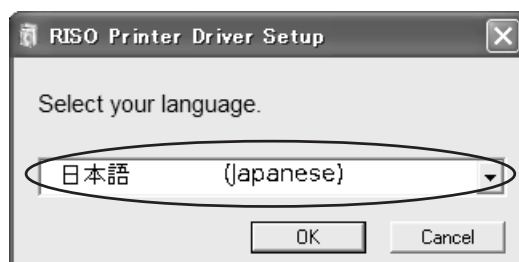 RISO Printer Driver Setup
Select your language.
日本語 (Japanese)
OK Cancel